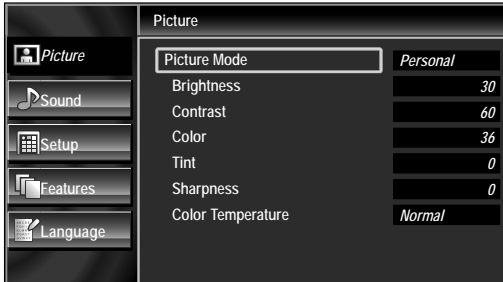 Picture
Picture
Sound
Setup
Features
Language
Picture Mode Personal
Brightness 30
Contrast 60
Color 36
Tint 0
Sharpness 0
Color Temperature Normal